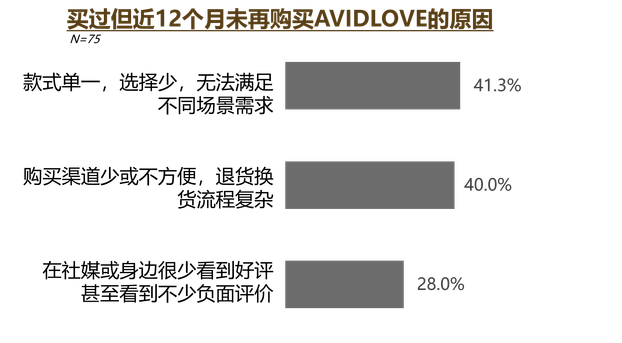 买过但近12个月未再购买AVIDLOVE的原因
N=75
款式单一，选择少，无法满足
不同场景需求
41.3%
购买渠道少或不方便，退货换
货流程复杂
40.0%
在社媒或身边很少看到好评
甚至看到不少负面评价
28.0%